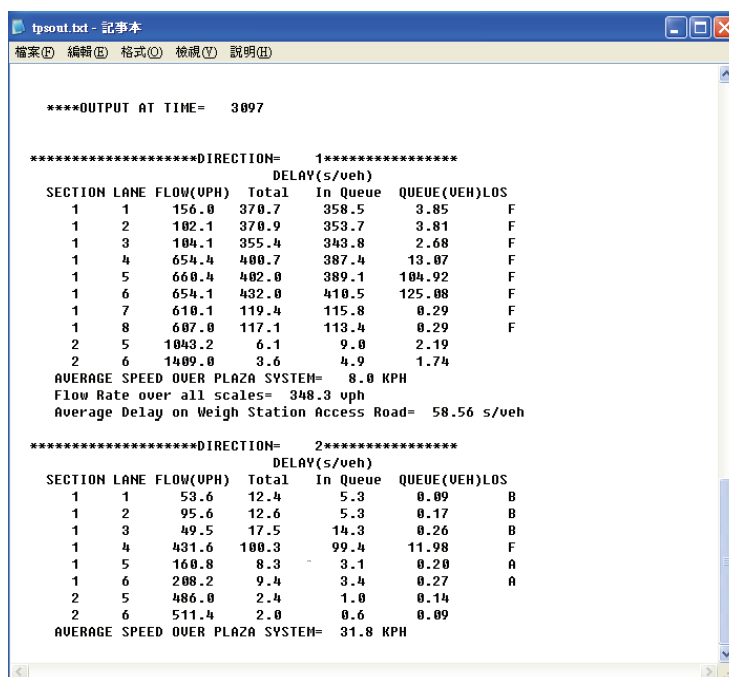 tpsout.txt - 記事本
檔案(F) 編輯(E) 格式(O) 檢視(V) 說明(H)
****OUTPUT AT TIME= 3097
********************DIRECTION= 1****************
DELAY(s/veh)
SECTION LANE FLOW(VPH) Total In Queue QUEUE(VEH)LOS
1 1 156.0 370.7 358.5 3.85 F
1 2 102.1 370.9 353.7 3.81 F
1 3 104.1 355.4 343.8 2.68 F
1 4 654.4 400.7 387.4 13.07 F
1 5 660.4 402.0 389.1 104.92 F
1 6 654.1 432.0 410.5 125.08 F
1 7 610.1 119.4 115.8 0.29 F
1 8 607.0 117.1 113.4 0.29 F
2 5 1043.2 6.1 9.0 2.19
2 6 1409.0 3.6 4.9 1.74
AVERAGE SPEED OVER PLAZA SYSTEM= 8.0 KPH
Flow Rate over all scales= 348.3 vph
Average Delay on Weigh Station Access Road= 58.56 s/veh
********************DIRECTION= 2****************
DELAY(s/veh)
SECTION LANE FLOW(VPH) Total In Queue QUEUE(VEH)LOS
1 1 53.6 12.4 5.3 0.09 B
1 2 95.6 12.6 5.3 0.17 B
1 3 49.5 17.5 14.3 0.26 B
1 4 431.6 100.3 99.4 11.98 F
1 5 160.8 8.3 3.1 0.20 A
1 6 208.2 9.4 3.4 0.27 A
2 5 486.0 2.4 1.0 0.14
2 6 511.4 2.0 0.6 0.09
AVERAGE SPEED OVER PLAZA SYSTEM= 31.8 KPH